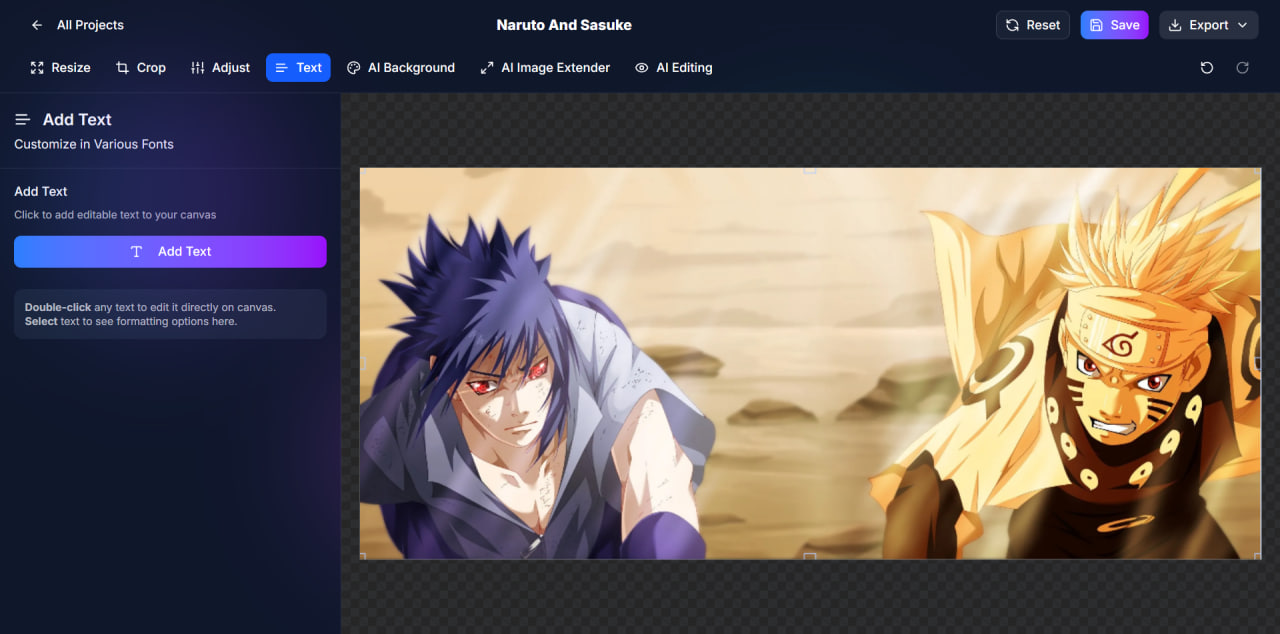 All Projects
Naruto And Sasuke
Reset
Save
Export
Resize
Crop
Adjust
Text
AI Background
AI Image Extender
AI Editing
Add Text
Customize in Various Fonts
Add Text
Click to add editable text to your canvas
Add Text
Double-click any text to edit it directly on canvas.
Select text to see formatting options here.